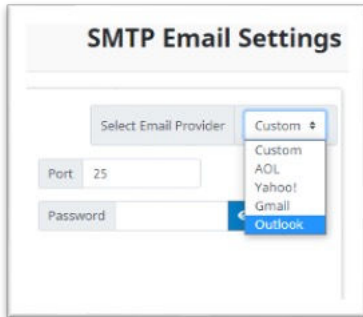 SMTP Email Settings
Select Email Provider Custom
Custom
AOL
Port 25
Yahoo!
Gmail
Password
Outlook